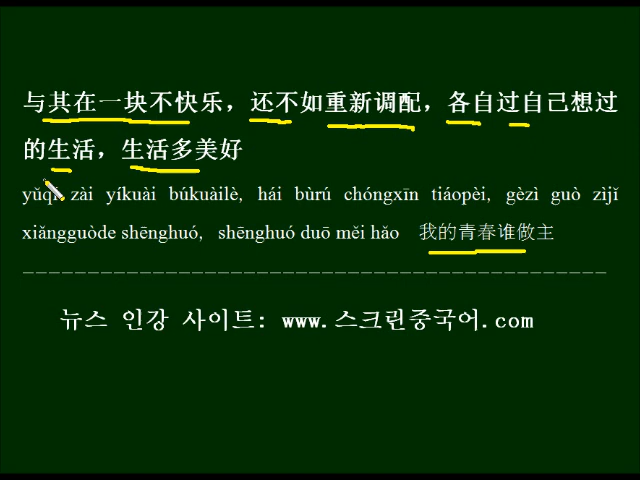 与其在一块不快乐，还不如重新调配，各自过自己想过
的生活，生活多美好
yǔqí zài yíkuài búkuàilè, hái bùrú chóngxīn tiáopèi, gèzì guò zìjǐ
xiǎngguòde shēnghuó, shēnghuó duō měi hǎo 我的青春谁做主
뉴스 인강 사이트: www.스크린중국어.com